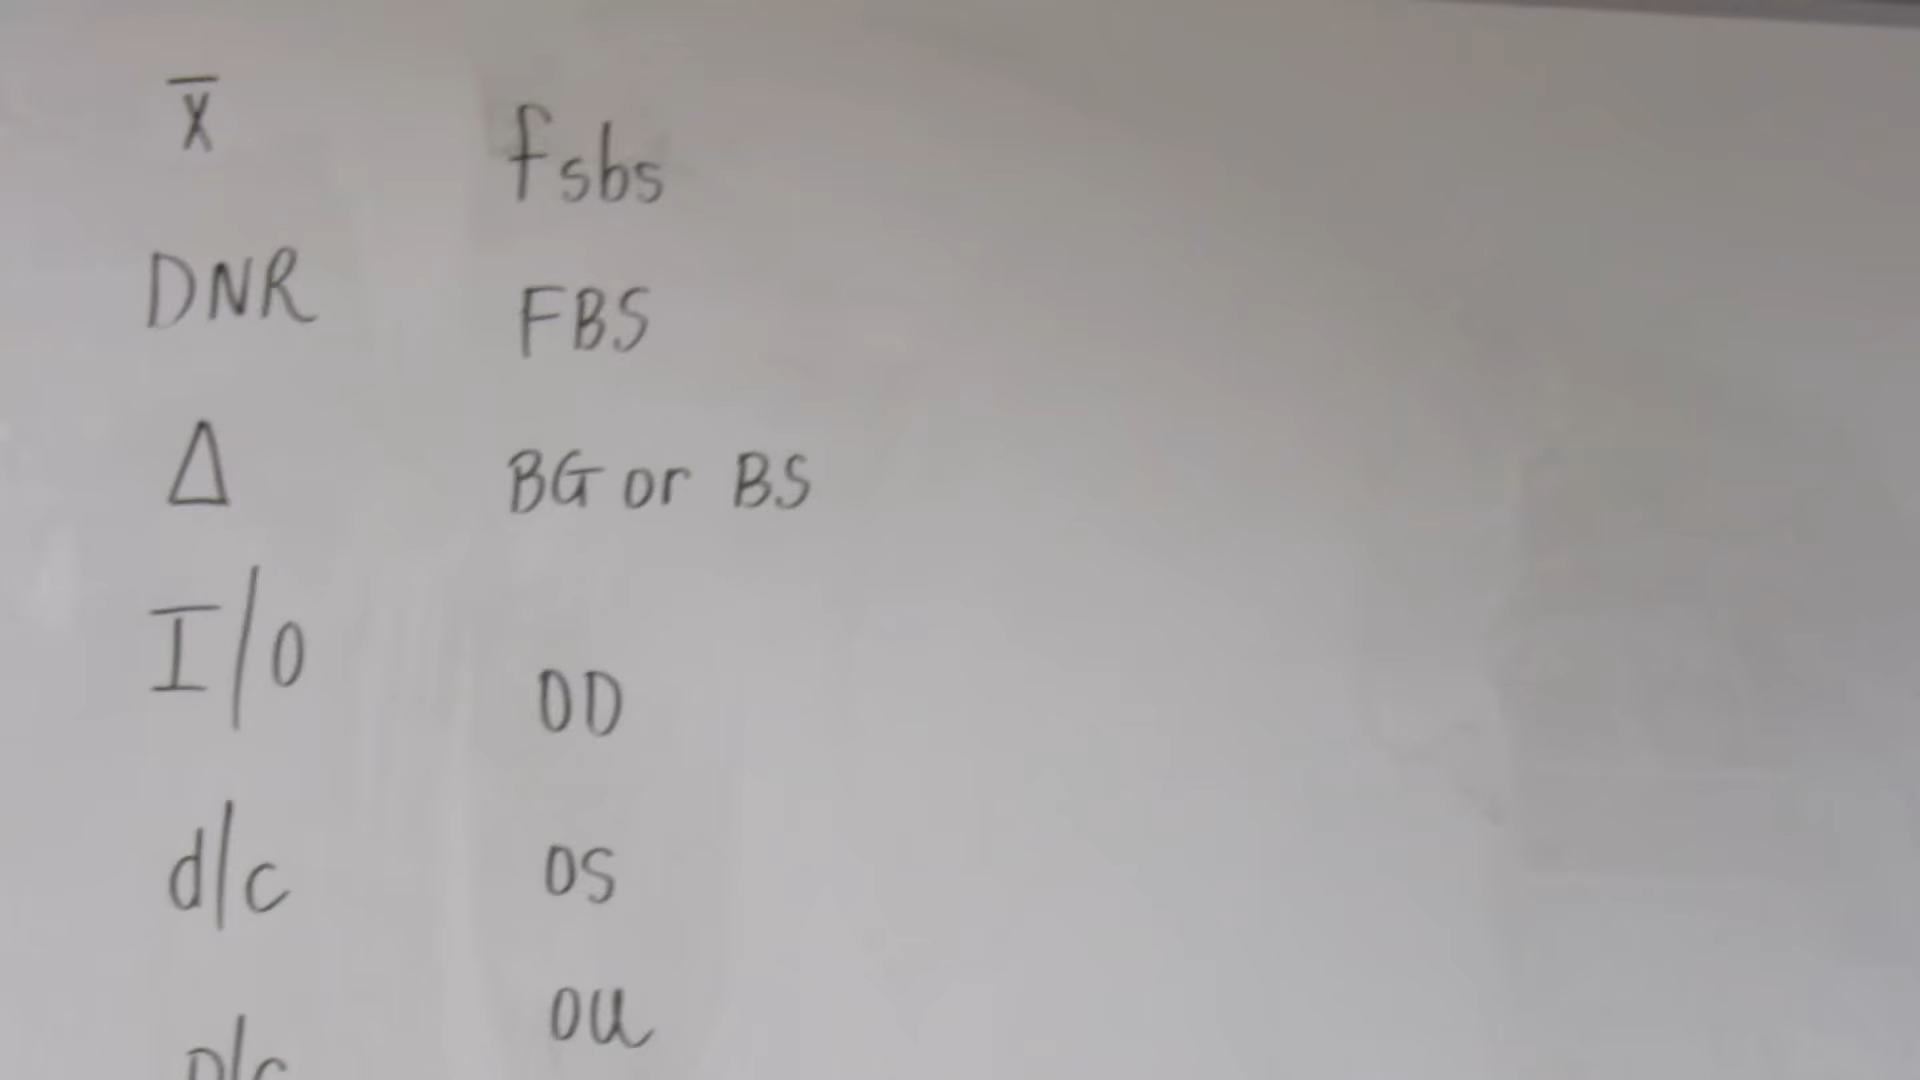 x̄
DNR
Δ
I/O
d/c
fsbs
FBS
BG or BS
OD
OS
OU